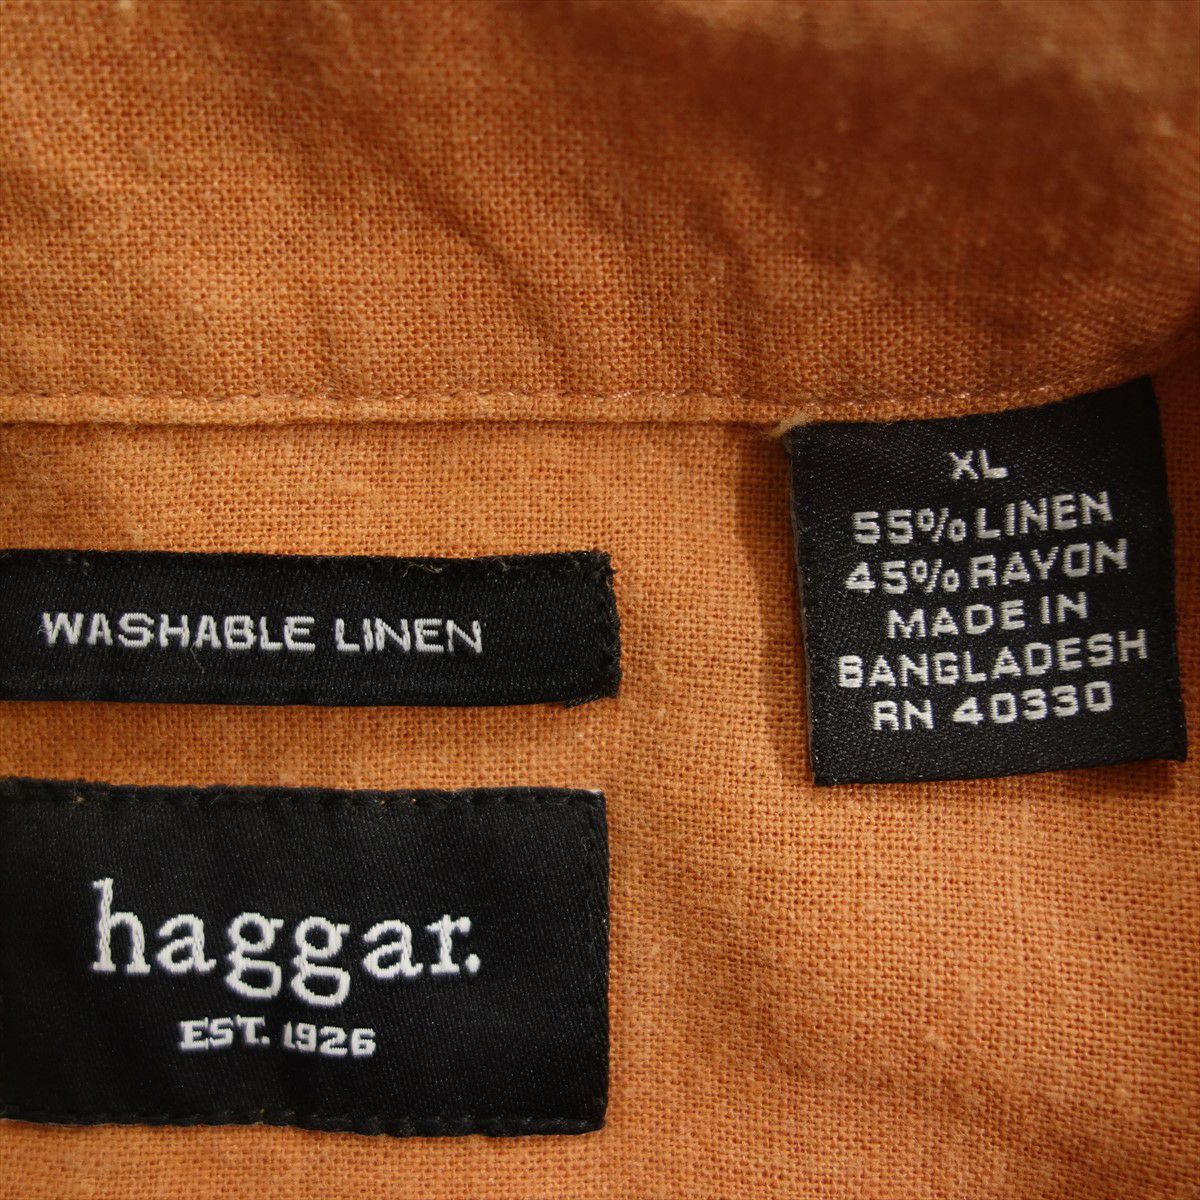 XL
55% LINEN
45% RAYON
MADE IN
BANGLADESH
RN 40330
WASHABLE LINEN
haggar.
EST. 1926